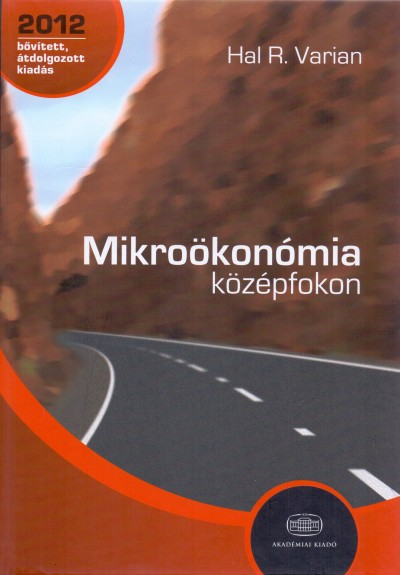 2012
bővített,
átdolgozott
kiadás
Hal R. Varian
Mikroökonómia
középfokon
AKADÉMIAI KIADÓ